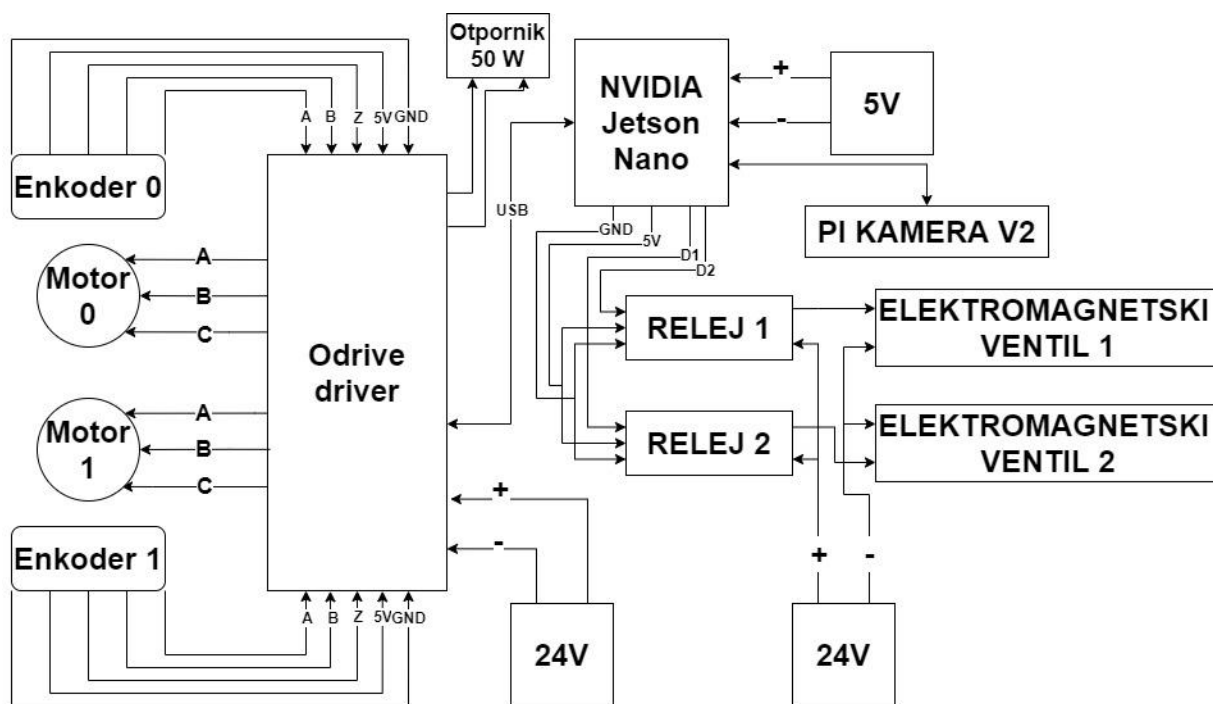 Otpornik
50 W
NVIDIA
Jetson
Nano
+
-
5V
A
B
Z
5V
GND
Enkoder 0
USB
GND
5V
D1
D2
PI KAMERA V2
Motor
0
A
B
C
Odrive
driver
RELEJ 1
ELEKTROMAGNETSKI
VENTIL 1
Motor
1
A
B
C
RELEJ 2
ELEKTROMAGNETSKI
VENTIL 2
+
-
Enkoder 1
A
B
Z
5V
GND
24V
+
-
24V